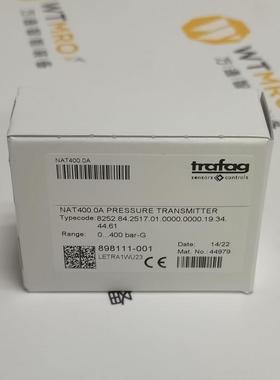 WTMRO
NAT400.0A
trafag
sensors & controls
NAT400.0A PRESSURE TRANSMITTER
Typecode: 8252.84.2517.01.0000.0000.19.34.
44.61
Range: 0...400 bar-G
898111-001
Date: 14/22
LETRA1WU23
CE
Mat. No.: 44979